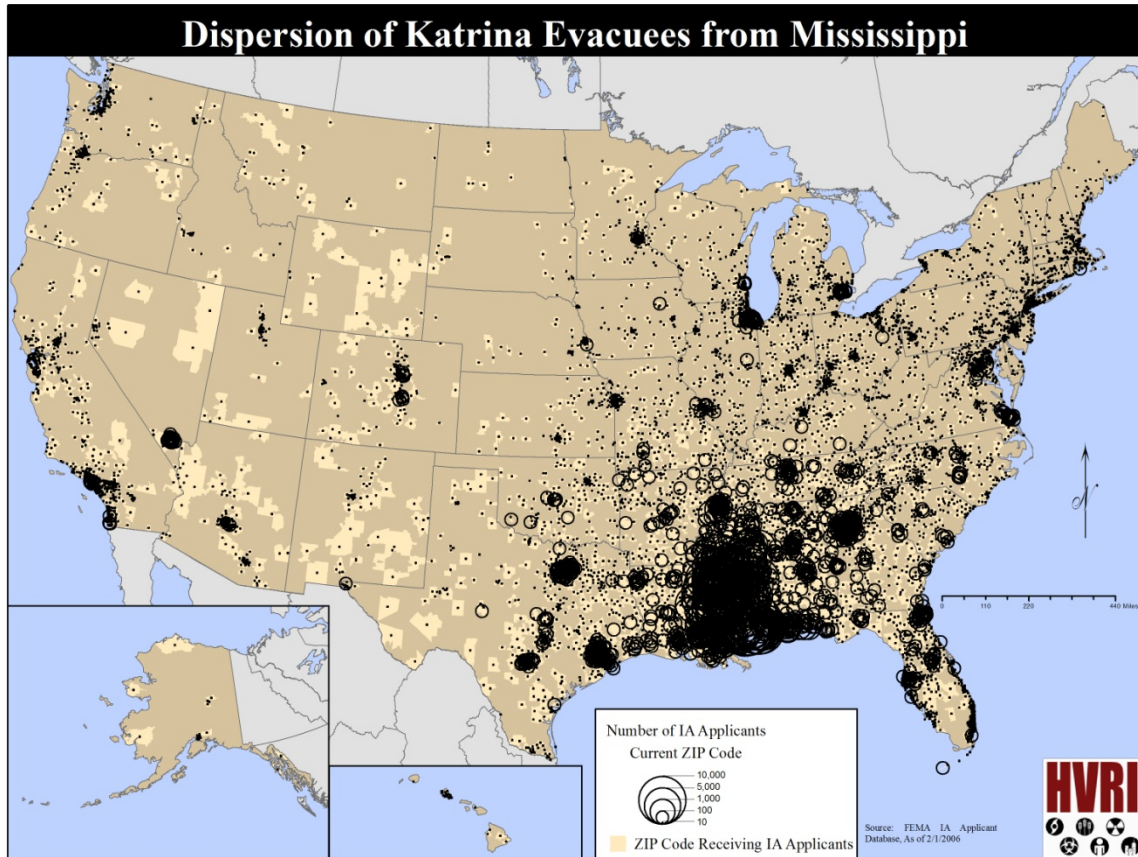 Dispersion of Katrina Evacuees from Mississippi
N
0 110 220 440 Miles
Number of IA Applicants
Current ZIP Code
10,000
5,000
1,000
100
10
ZIP Code Receiving IA Applicants
Source: FEMA IA Applicant
Database, As of 2/1/2006
HVRI